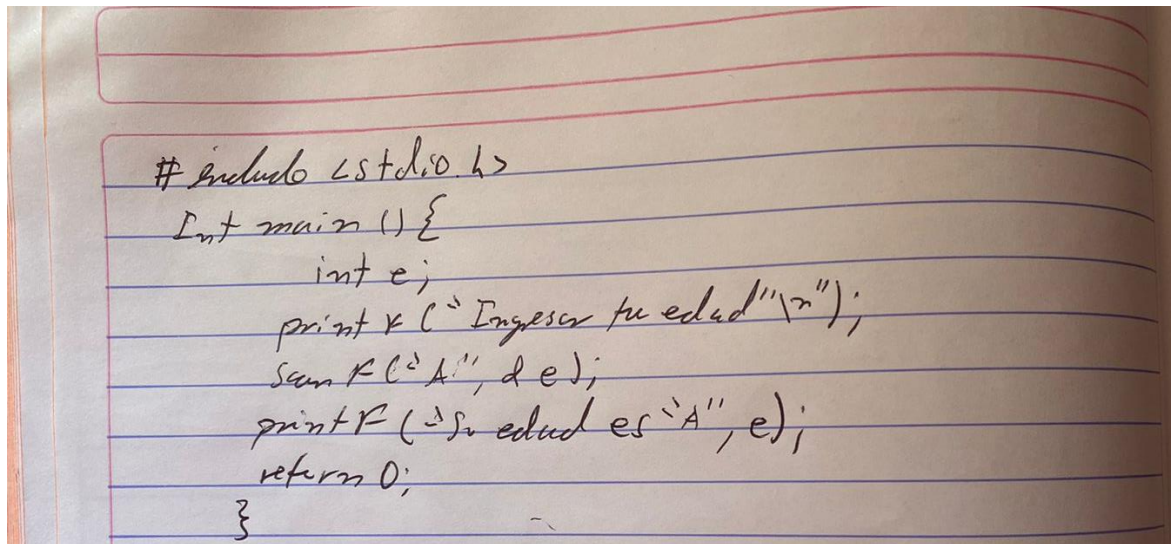 # include <stdio.h>
Int main () {
int e;
printF ("Ingresar tu edad"\n");
scanF ("A", & e);
printF ("Su edad es "A", e);
return 0;
}